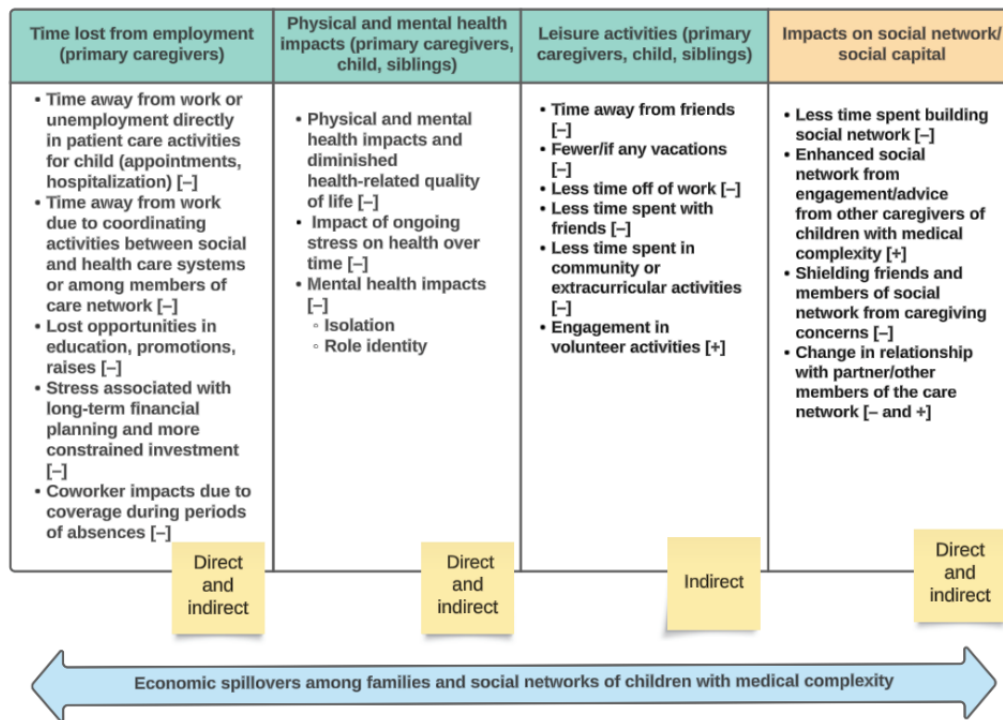 Time lost from employment
(primary caregivers)
• Time away from work or
unemployment directly
in patient care activities
for child (appointments,
hospitalization) [–]
• Time away from work
due to coordinating
activities between social
and health care systems
or among members of
care network [–]
• Lost opportunities in
education, promotions,
raises [–]
• Stress associated with
long-term financial
planning and more
constrained investment
[–]
• Coworker impacts due to
coverage during periods
of absences [–]
Direct
and
indirect
Physical and mental health
impacts (primary caregivers,
child, siblings)
• Physical and mental
health impacts and
diminished
health-related quality
of life [–]
• Impact of ongoing
stress on health over
time [–]
• Mental health impacts
[–]
◦ Isolation
◦ Role identity
Direct
and
indirect
Leisure activities (primary
caregivers, child, siblings)
• Time away from friends
[–]
• Fewer/if any vacations
[–]
• Less time off of work [–]
• Less time spent with
friends [–]
• Less time spent in
community or
extracurricular activities
[–]
• Engagement in
volunteer activities [+]
Indirect
Impacts on social network/
social capital
• Less time spent building
social network [–]
• Enhanced social
network from
engagement/advice
from other caregivers of
children with medical
complexity [+]
• Shielding friends and
members of social
network from caregiving
concerns [–]
• Change in relationship
with partner/other
members of the care
network [– and +]
Direct
and
indirect
Economic spillovers among families and social networks of children with medical complexity